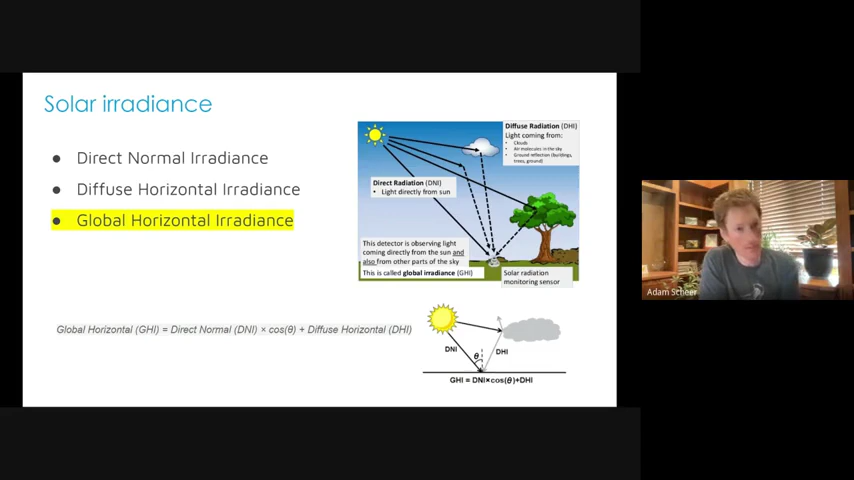 Solar irradiance
● Direct Normal Irradiance
● Diffuse Horizontal Irradiance
● Global Horizontal Irradiance
Global Horizontal (GHI) = Direct Normal (DNI) × cos(θ) + Diffuse Horizontal (DHI)
Diffuse Radiation (DHI)
Light coming from:
• Clouds
• Air molecules in the sky
• Ground reflection (buildings,
trees, ground)
Direct Radiation (DNI)
• Light directly from sun
This detector is observing light
coming directly from the sun and
also from other parts of the sky
This is called global irradiance (GHI)
Solar radiation
monitoring sensor
DNI
θ
DHI
GHI = DNI×cos(θ)+DHI
Adam Scheer